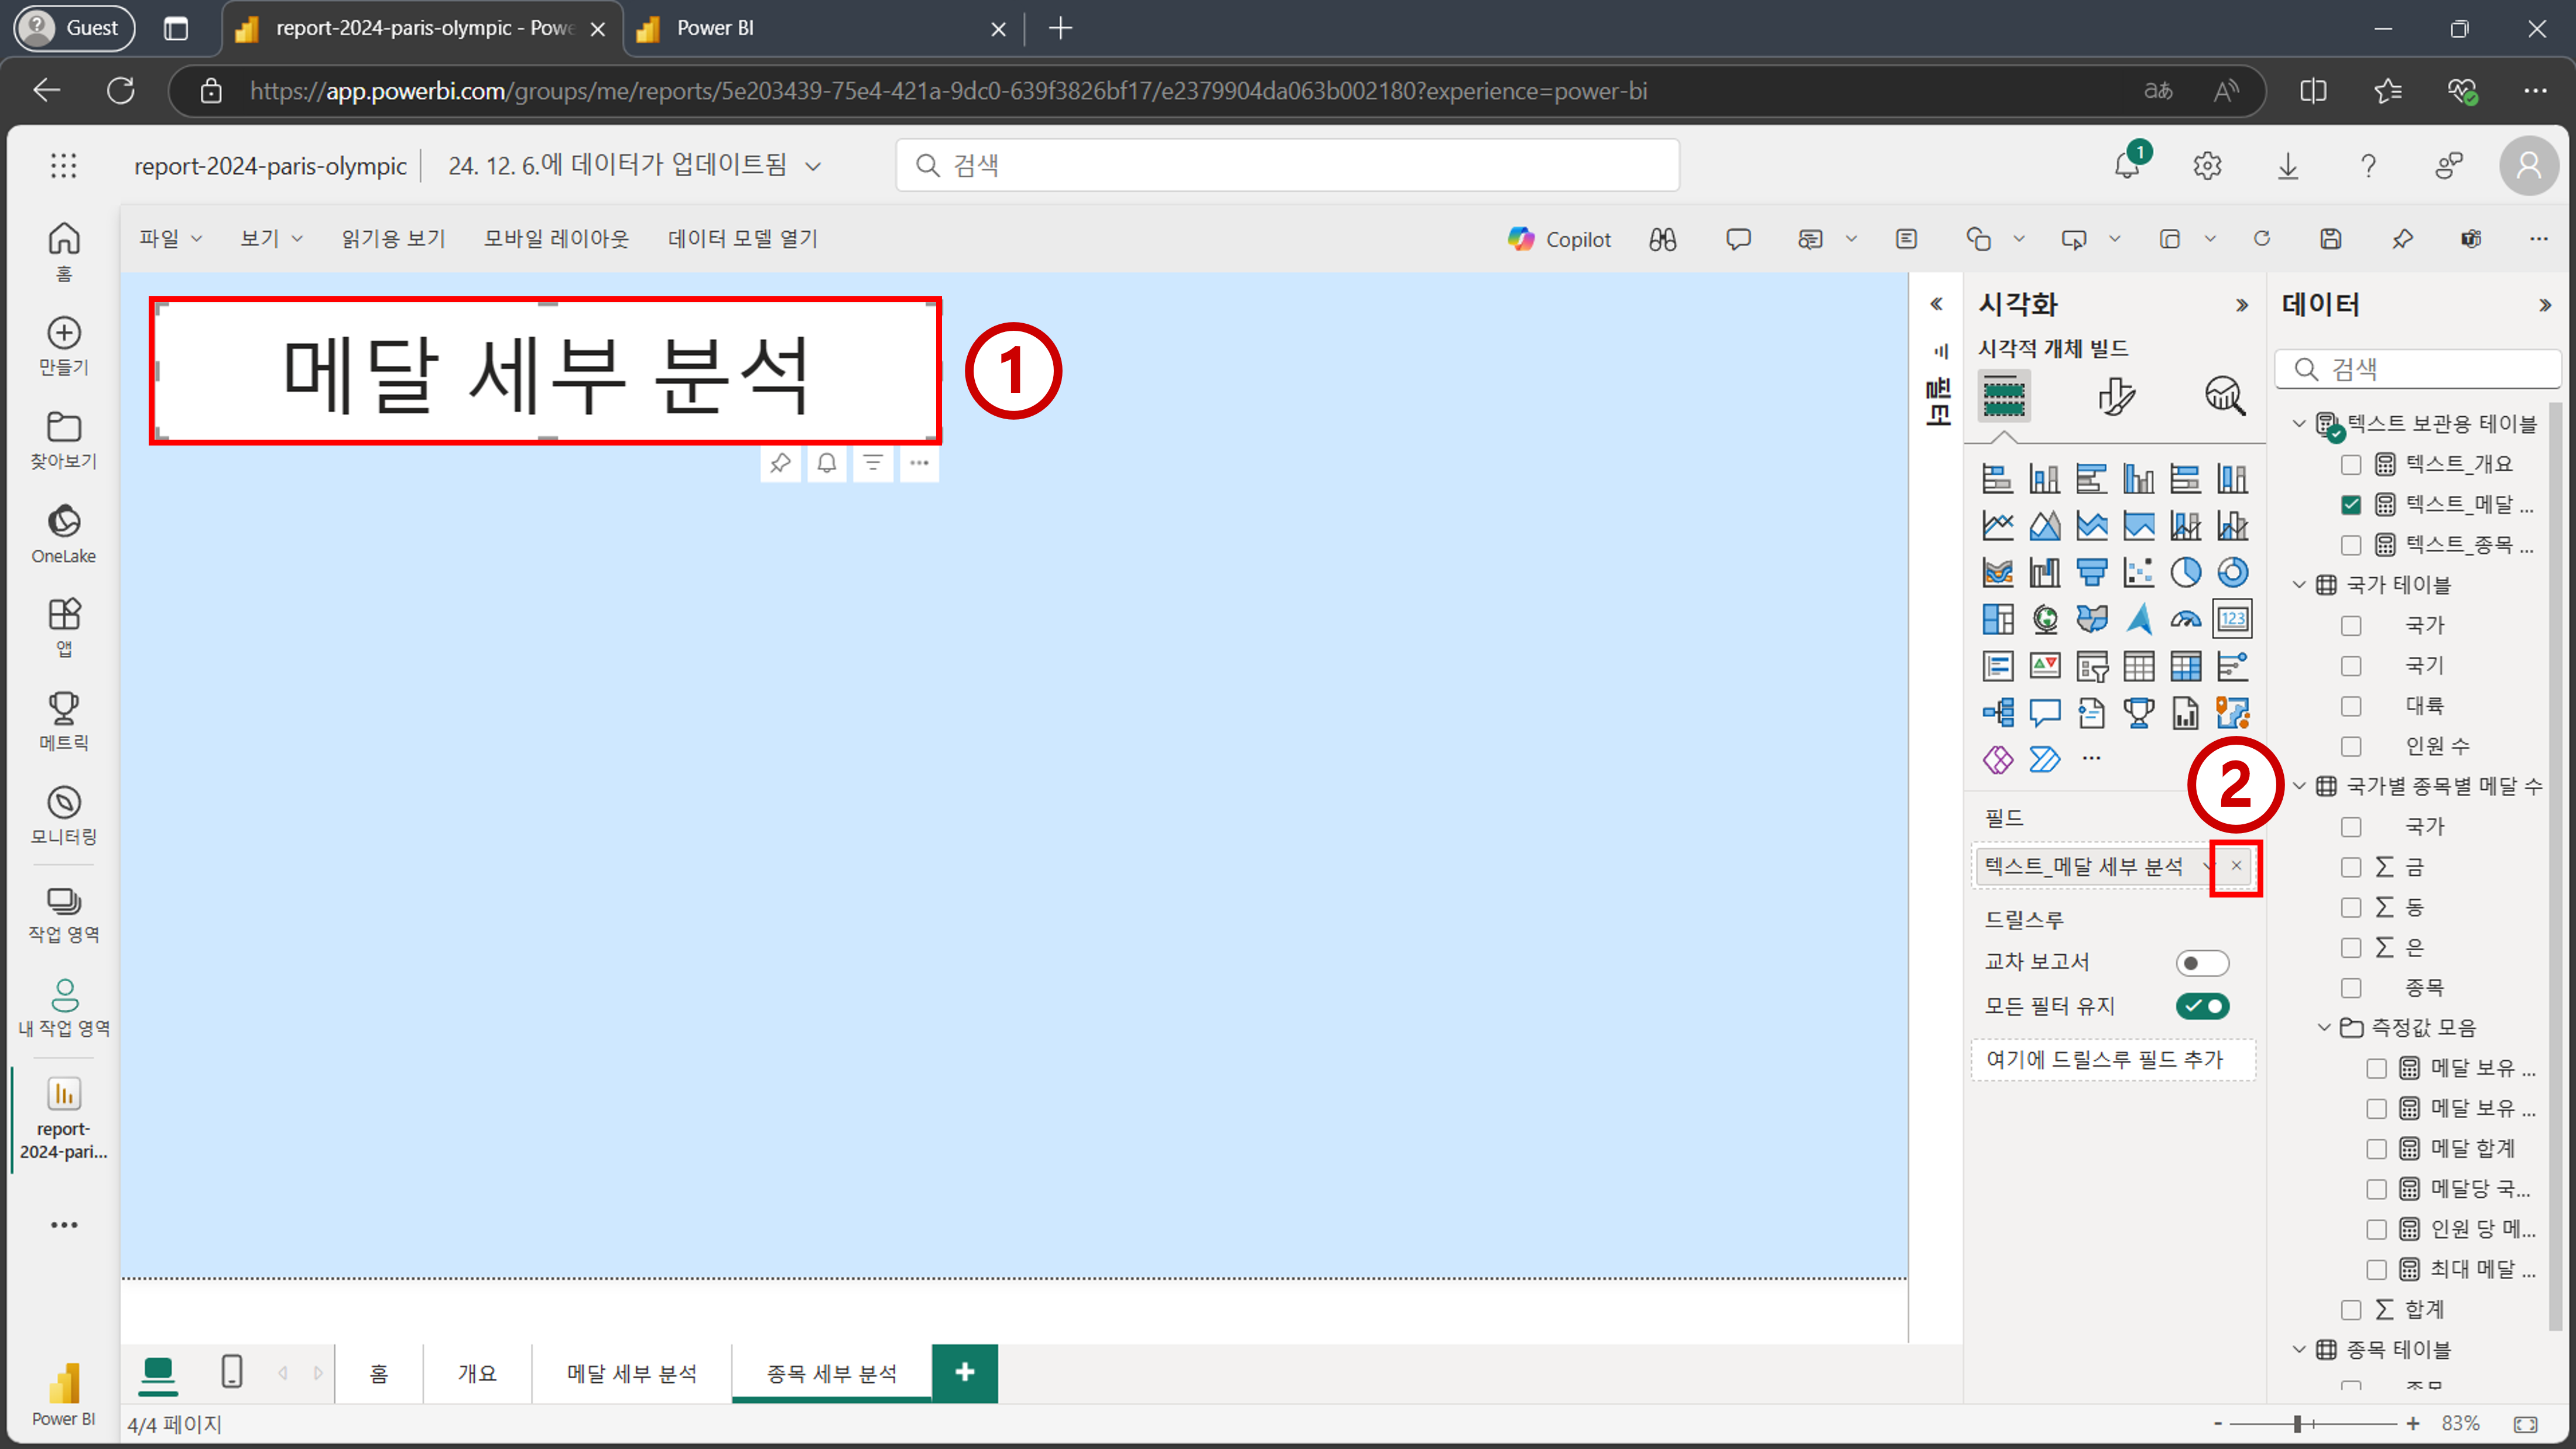 Guest
report-2024-paris-olympic - Powe
Power BI
https://app.powerbi.com/groups/me/reports/5e203439-75e4-421a-9dc0-639f3826bf17/e2379904da063b002180?experience=power-bi
report-2024-paris-olympic
24. 12. 6.에 데이터가 업데이트됨
검색
1
파일
보기
읽기용 보기
모바일 레이아웃
데이터 모델 열기
Copilot
홈
만들기
찾아보기
OneLake
앱
메트릭
모니터링
작업 영역
내 작업 영역
report-
2024-pari...
Power BI
메달 세부 분석
1
필터
시각화
시각적 개체 빌드
123
2
필드
텍스트_메달 세부 분석
드릴스루
교차 보고서
모든 필터 유지
여기에 드릴스루 필드 추가
데이터
검색
텍스트 보관용 테이블
텍스트_개요
텍스트_메달 ...
텍스트_종목 ...
국가 테이블
국가
국기
대륙
인원 수
국가별 종목별 메달 수
국가
금
동
은
종목
측정값 모음
메달 보유 ...
메달 보유 ...
메달 합계
메달당 국...
인원 당 메...
최대 메달 ...
합계
종목 테이블
홈
개요
메달 세부 분석
종목 세부 분석
4/4 페이지
83%